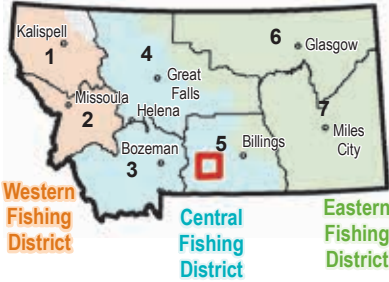 Kalispell
1
4
6
Glasgow
Great
Falls
Missoula
2
Helena
7
Miles
City
Bozeman
3
5
Billings
Western
Fishing
District
Central
Fishing
District
Eastern
Fishing
District